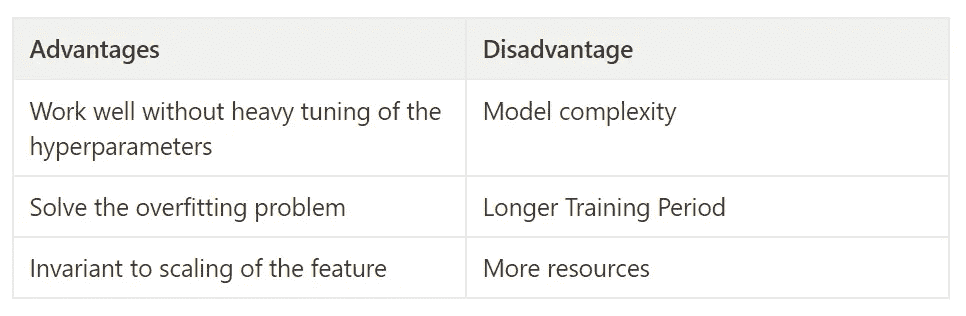 Advantages
Disadvantage
Work well without heavy tuning of the
hyperparameters
Model complexity
Solve the overfitting problem
Longer Training Period
Invariant to scaling of the feature
More resources